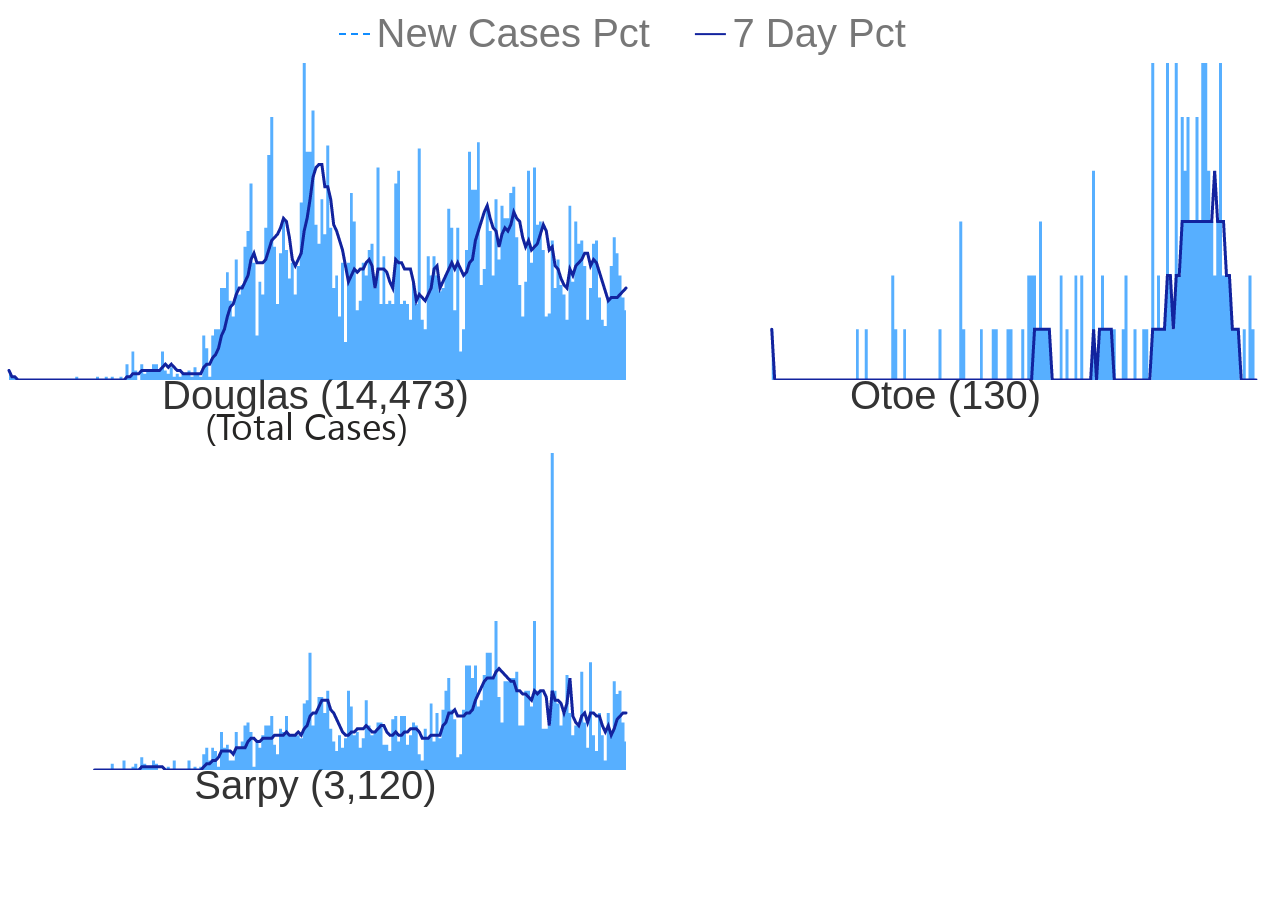 New Cases Pct 7 Day Pct
Douglas (14,473)
(Total Cases)
Otoe (130)
Sarpy (3,120)